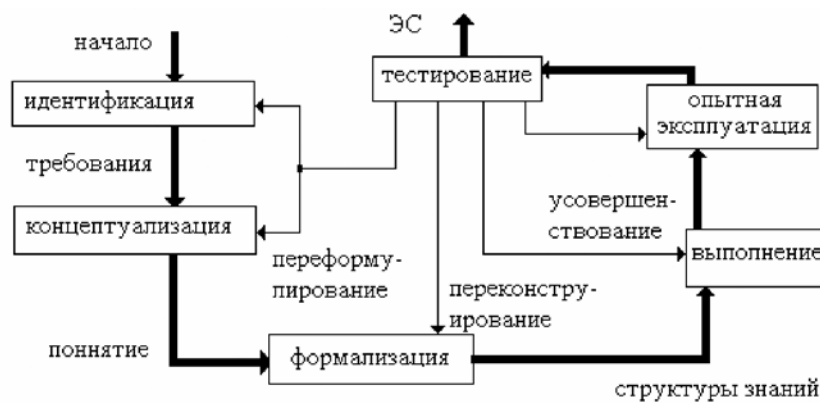 ЭС
начало
тестирование
идентификация
опытная
эксплуатация
требования
концептуализация
усовершен-
ствование
выполнение
переформу-
лирование
переконстру-
ирование
поннятие
формализация
структуры знаний